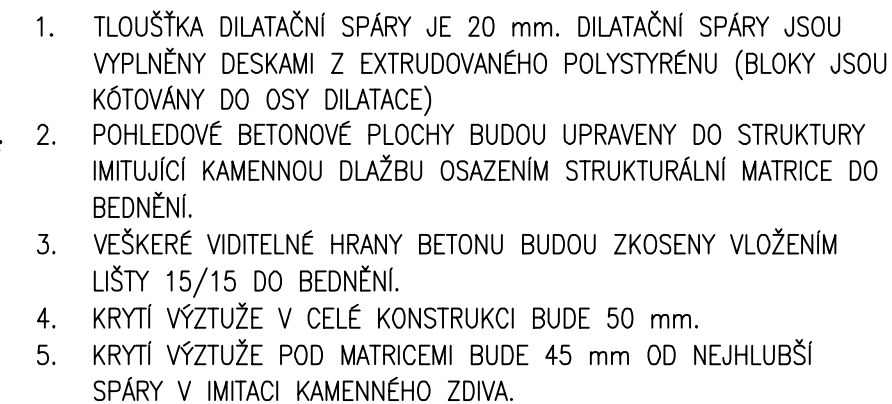 1. TLOUŠŤKA DILATAČNÍ SPÁRY JE 20 mm. DILATAČNÍ SPÁRY JSOU
VYPLNĚNY DESKAMI Z EXTRUDOVANÉHO POLYSTYRÉNU (BLOKY JSOU
KÓTOVÁNY DO OSY DILATACE)
2. POHLEDOVÉ BETONOVÉ PLOCHY BUDOU UPRAVENY DO STRUKTURY
IMITUJÍCÍ KAMENNOU DLAŽBU OSAZENÍM STRUKTURÁLNÍ MATRICE DO
BEDNĚNÍ.
3. VEŠKERÉ VIDITELNÉ HRANY BETONU BUDOU ZKOSENY VLOŽENÍM
LIŠTY 15/15 DO BEDNĚNÍ.
4. KRYTÍ VÝZTUŽE V CELÉ KONSTRUKCI BUDE 50 mm.
5. KRYTÍ VÝZTUŽE POD MATRICEMI BUDE 45 mm OD NEJHLUBŠÍ
SPÁRY V IMITACI KAMENNÉHO ZDIVA.